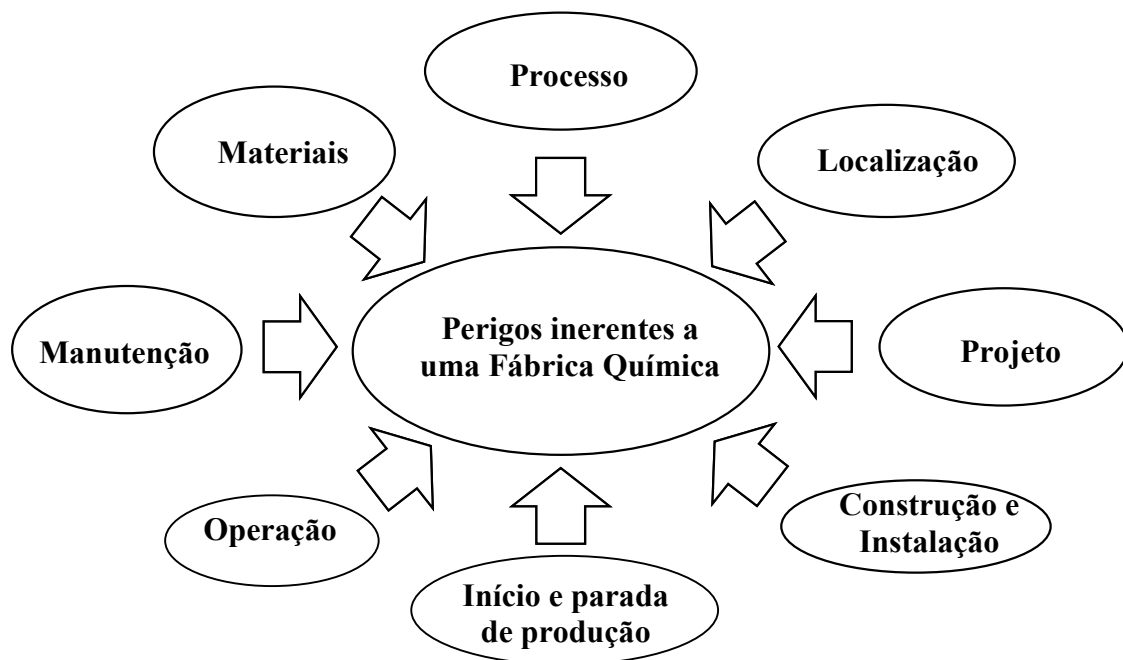 Processo
Materiais
Localização
Perigos inerentes a
uma Fábrica Química
Manutenção
Projeto
Operação
Construção e
Instalação
Início e parada
de produção